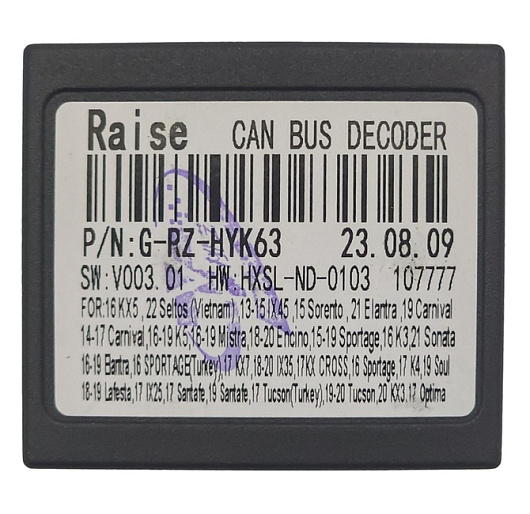 Raise CAN BUS DECODER
P/N:G-RZ-HYK63 23.08.09
SW:V003.01 HW:HXSL-ND-0103 107777
FOR:16 KX5 , 22 Seltos (Vietnam) ,13-15 IX45, 15 Sorento , 21 Elantra ,19 Carnival
14-17 Carnival,16-19 K5,16-19 Mistra,18-20 Encino,15-19 Sportage,16 K3,21 Sonata
16-19 Elantra,16 SPORTAGE(Turkey),17 KX7,18-20 IX35,17KX CROSS,16 Sportage,17 K4,19 Soul
18-19 Lafesta,17 IX25,17 Santafe,19 Santafe,17 Tucson(Turkey),19-20 Tucson,20 KX3,17 Optima